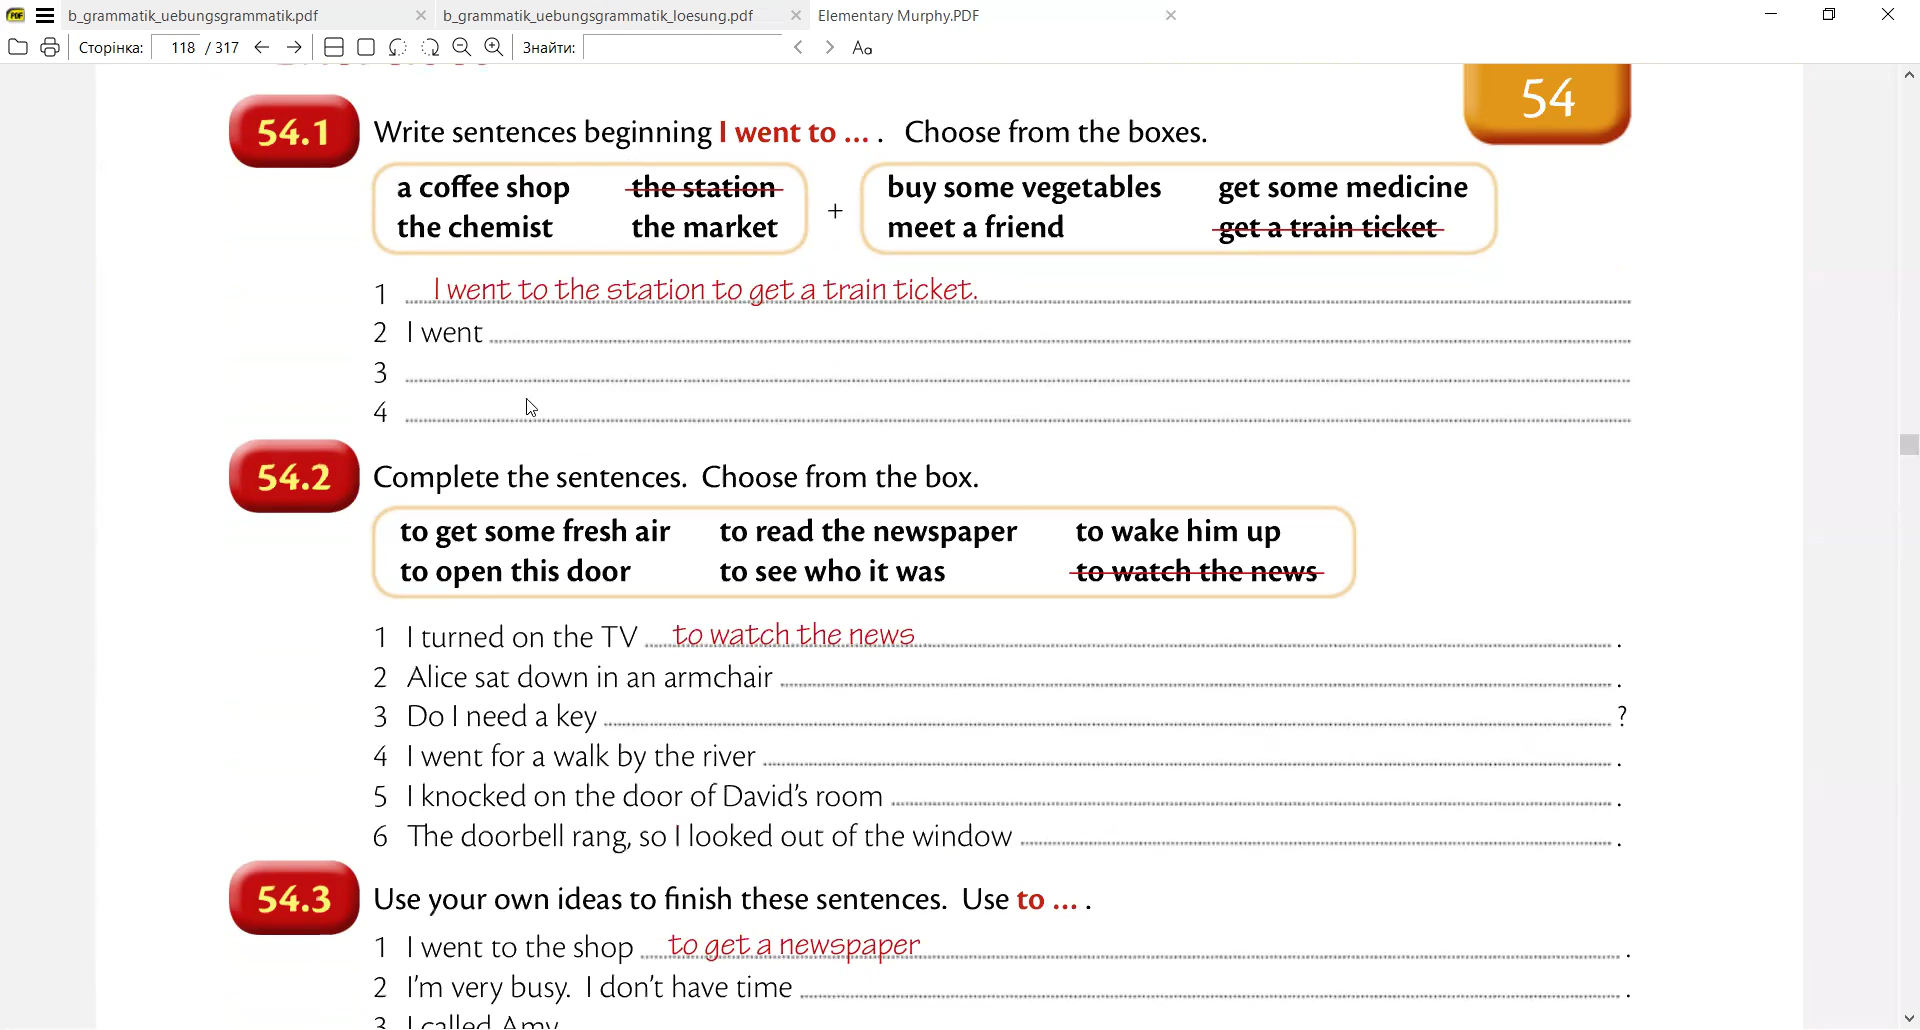 b_grammatik_uebungsgrammatik.pdf b_grammatik_uebungsgrammatik_loesung.pdf Elementary Murphy.PDF
Сторінка: 118 / 317 Знайти: Aa
54
54.1 Write sentences beginning I went to ... . Choose from the boxes.
a coffee shop the station buy some vegetables get some medicine
+
the chemist the market meet a friend get a train ticket
1 I went to the station to get a train ticket.
2 I went
3
4
54.2 Complete the sentences. Choose from the box.
to get some fresh air to read the newspaper to wake him up
to open this door to see who it was to watch the news
1 I turned on the TV to watch the news .
2 Alice sat down in an armchair .
3 Do I need a key ?
4 I went for a walk by the river .
5 I knocked on the door of David's room .
6 The doorbell rang, so I looked out of the window .
54.3 Use your own ideas to finish these sentences. Use to ... .
1 I went to the shop to get a newspaper .
2 I'm very busy. I don't have time .
3 I called Amy